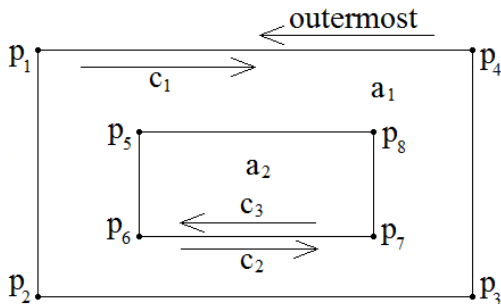 outermost
p₁ p₄
c₁
a₁
p₅ p₈
a₂
c₃
p₆ p₇
c₂
p₂ p₃